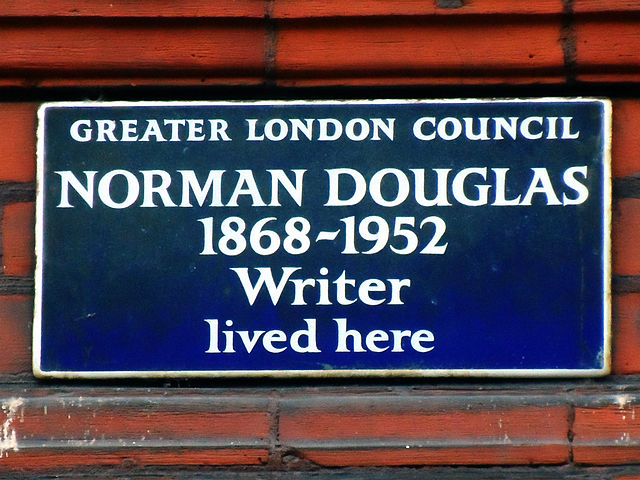 GREATER LONDON COUNCIL
NORMAN DOUGLAS
1868~1952
Writer
lived here